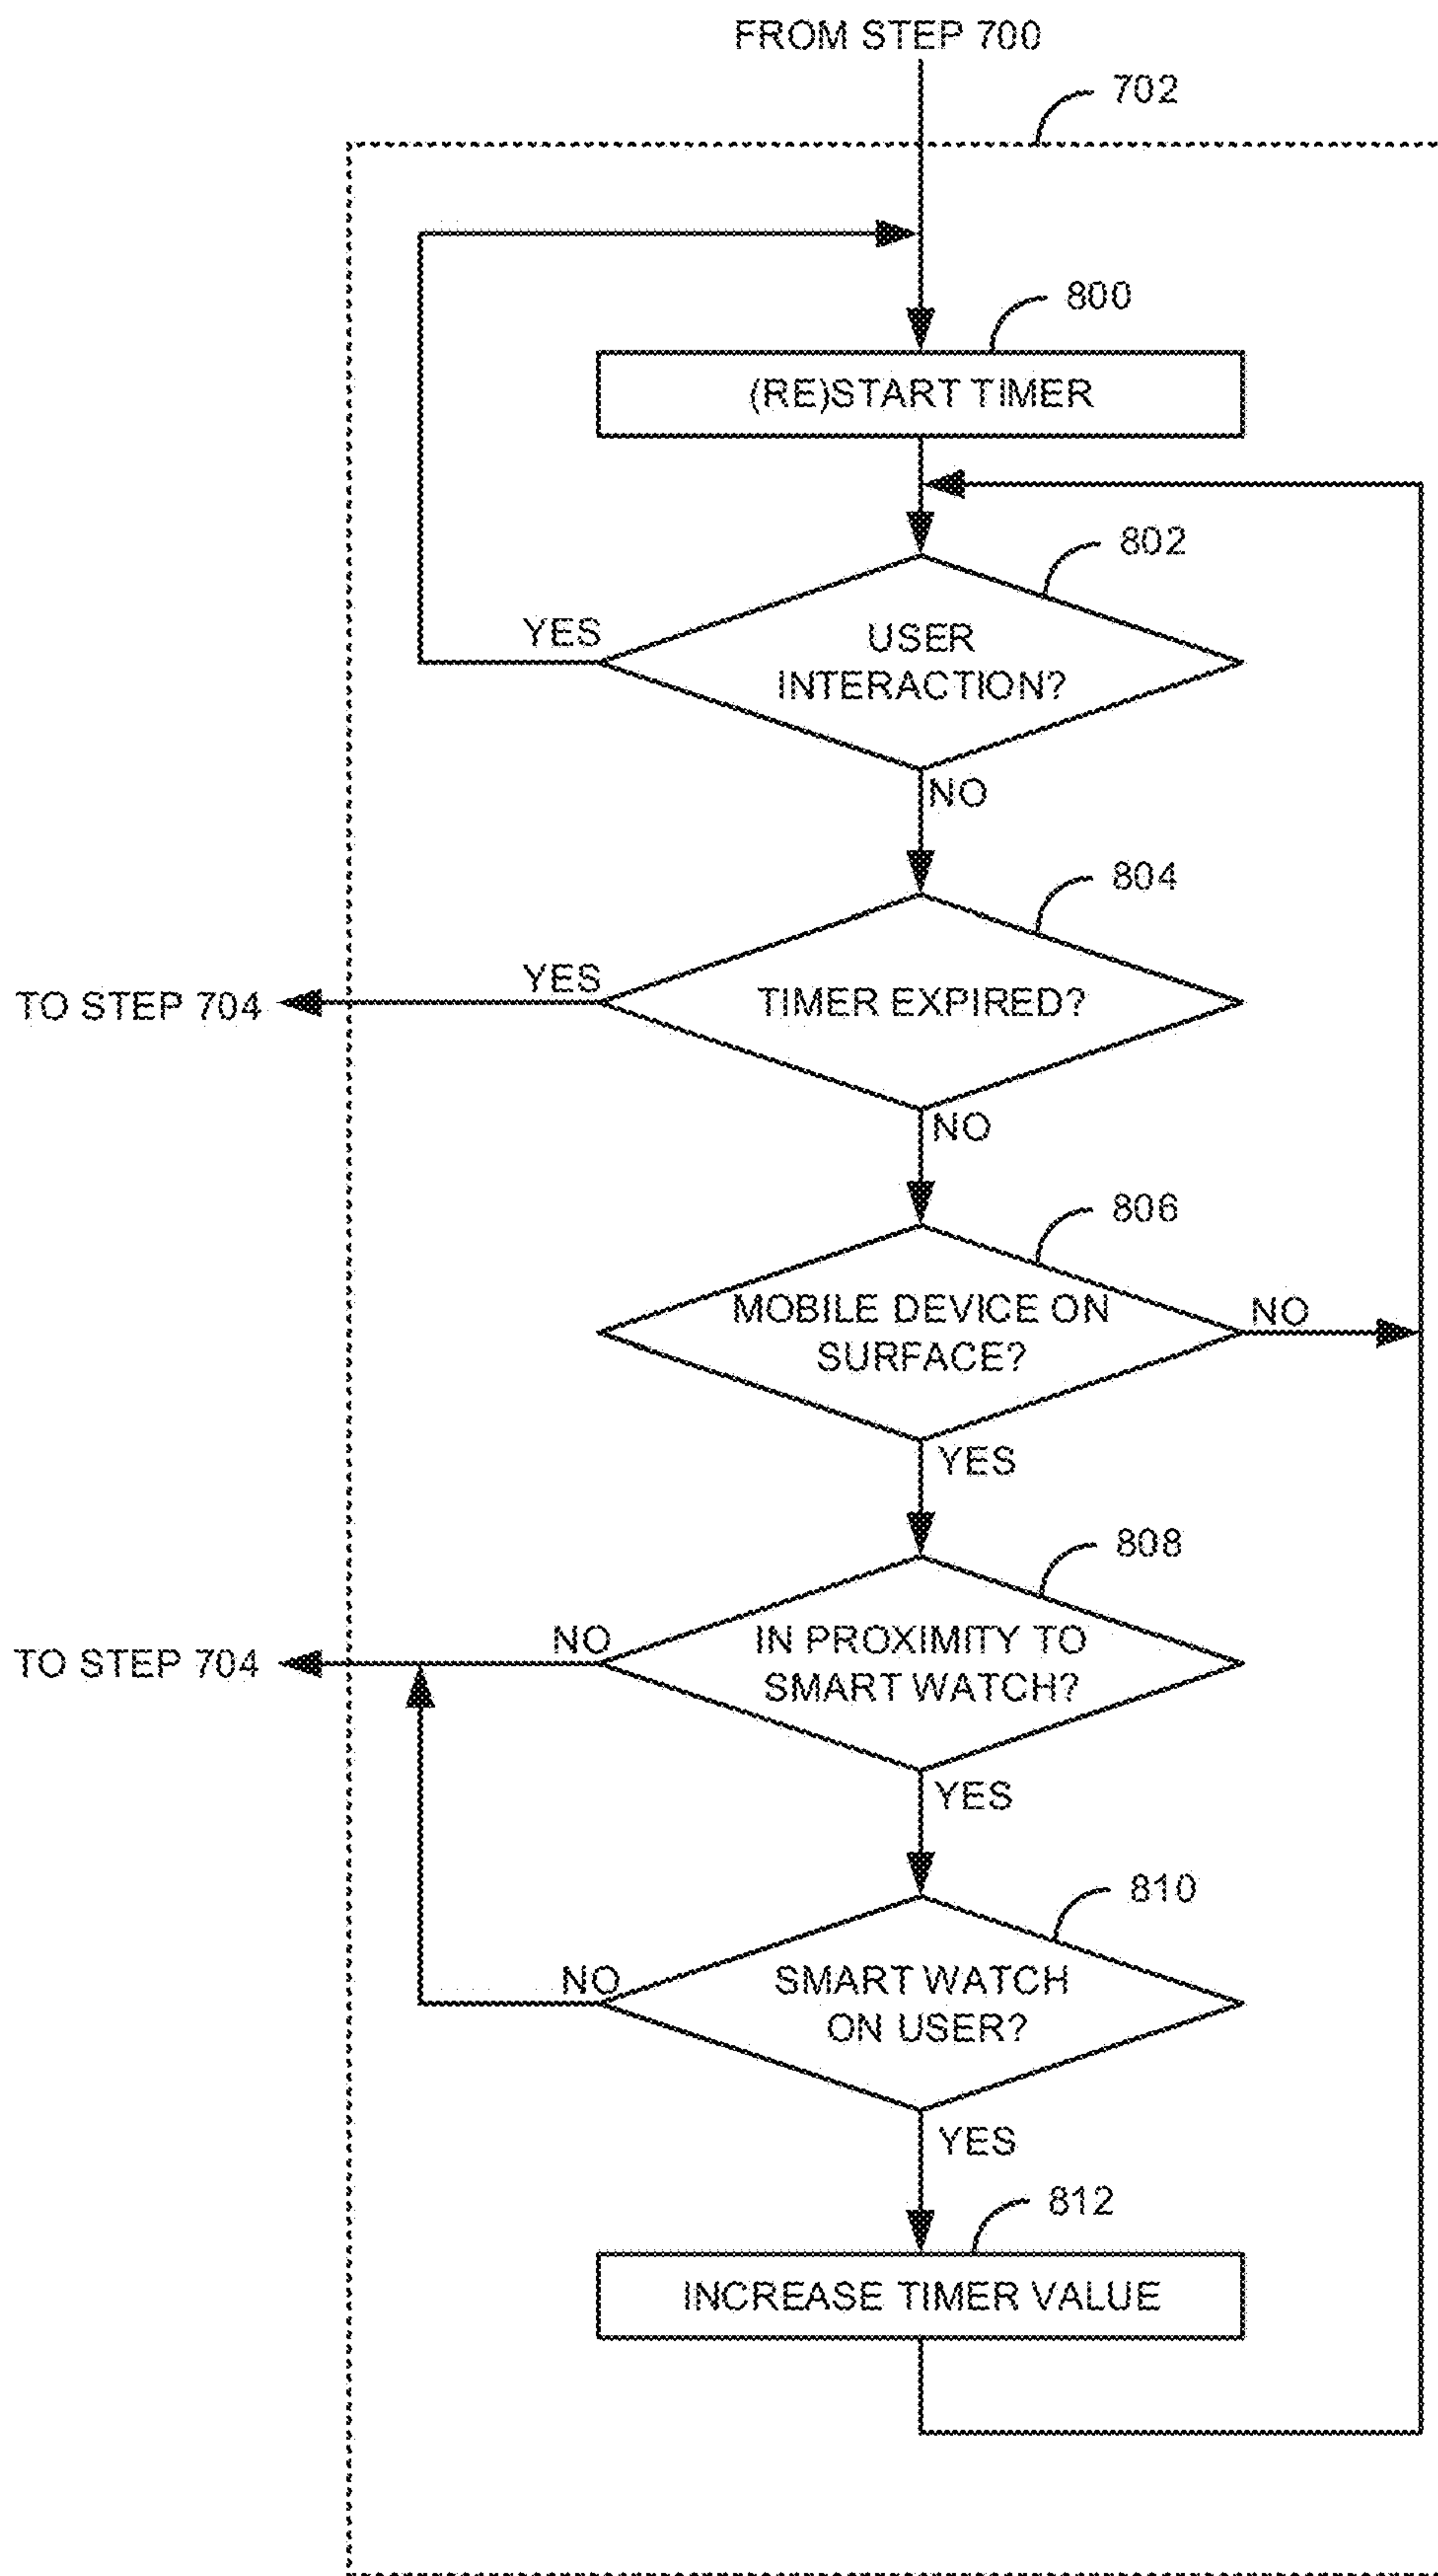 FROM STEP 700
702
800
(RE)START TIMER
802
YES
USER
INTERACTION?
NO
804
YES
TO STEP 704
TIMER EXPIRED?
NO
806
MOBILE DEVICE ON
SURFACE?
NO
YES
808
NO
TO STEP 704
IN PROXIMITY TO
SMART WATCH?
YES
810
NO
SMART WATCH
ON USER?
YES
812
INCREASE TIMER VALUE